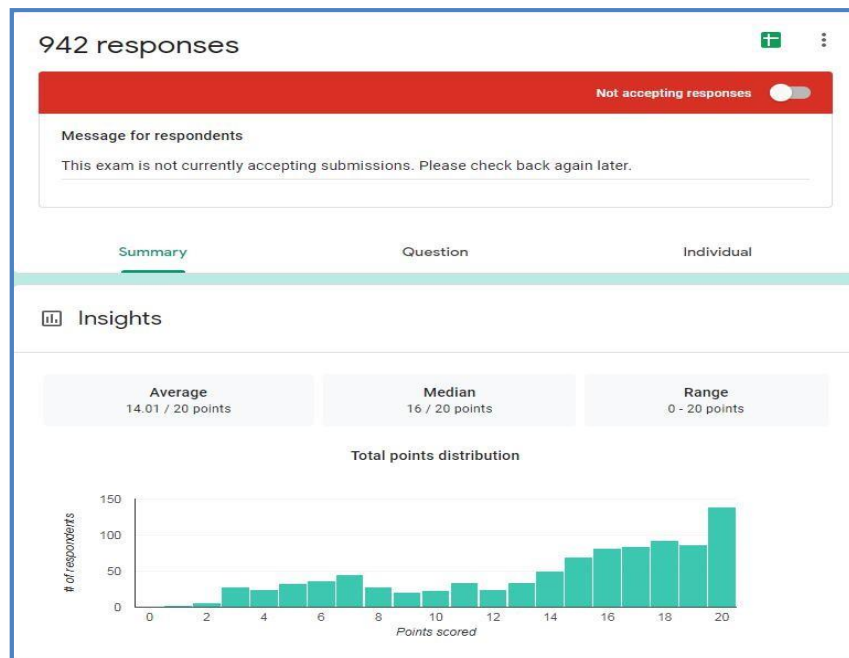 942 responses
Not accepting responses
Message for respondents
This exam is not currently accepting submissions. Please check back again later.
Summary Question Individual
Insights
Average Median Range
14.01 / 20 points 16 / 20 points 0 - 20 points
Total points distribution
# of respondents
150
100
50
0
0 2 4 6 8 10 12 14 16 18 20
Points scored